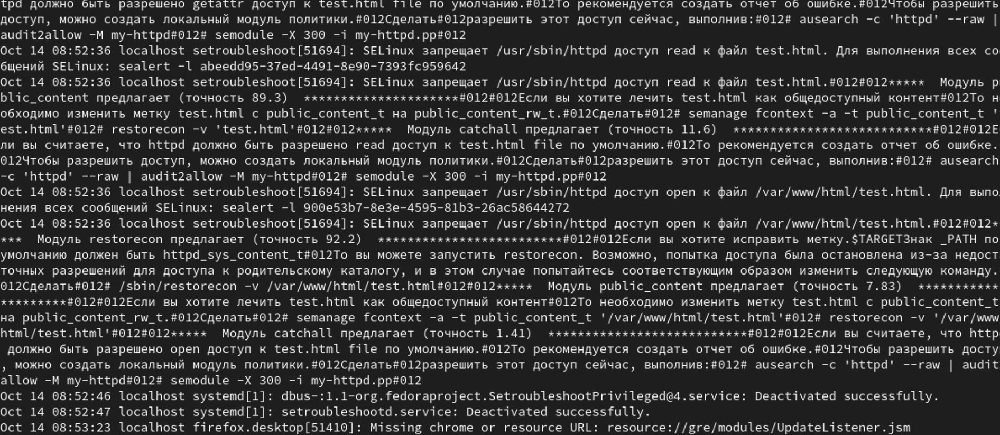 tpd должно быть разрешено getattr доступ к test.html file по умолчанию.#012То рекомендуется создать отчет об ошибке.#012Чтобы разрешить
доступ, можно создать локальный модуль политики.#012Сделать#012разрешить этот доступ сейчас, выполнив:#012# ausearch -c 'httpd' --raw |
audit2allow -M my-httpd#012# semodule -X 300 -i my-httpd.pp#012
Oct 14 08:52:36 localhost setroubleshoot[51694]: SELinux запрещает /usr/sbin/httpd доступ read к файл test.html. Для выполнения всех со
бщений SELinux: sealert -l abeedd95-37ed-4491-8e90-7393fc959642
Oct 14 08:52:36 localhost setroubleshoot[51694]: SELinux запрещает /usr/sbin/httpd доступ read к файл test.html.#012#012*****  Модуль pu
blic_content предлагает (точность 89.3)  *********************#012#012Если вы хотите лечить test.html как общедоступный контент#012То н
обходимо изменить метку test.html с public_content_t на public_content_rw_t.#012Сделать#012# semanage fcontext -a -t public_content_t '
est.html'#012# restorecon -v 'test.html'#012#012*****  Модуль catchall предлагает (точность 11.6)  ***************************#012#012Е
ли вы считаете, что httpd должно быть разрешено read доступ к test.html file по умолчанию.#012То рекомендуется создать отчет об ошибке.
012Чтобы разрешить доступ, можно создать локальный модуль политики.#012Сделать#012разрешить этот доступ сейчас, выполнив:#012# ausearch
-c 'httpd' --raw | audit2allow -M my-httpd#012# semodule -X 300 -i my-httpd.pp#012
Oct 14 08:52:36 localhost setroubleshoot[51694]: SELinux запрещает /usr/sbin/httpd доступ open к файл /var/www/html/test.html. Для выпо
нения всех сообщений SELinux: sealert -l 900e53b7-8e3e-4595-81b3-26ac58644272
Oct 14 08:52:36 localhost setroubleshoot[51694]: SELinux запрещает /usr/sbin/httpd доступ open к файл /var/www/html/test.html.#012#012*
***  Модуль restorecon предлагает (точность 92.2)  *************************#012#012Если вы хотите исправить метку.$TARGETЗнак _PATH по
умолчанию должен быть httpd_sys_content_t#012То вы можете запустить restorecon. Возможно, попытка доступа была остановлена из-за недост
точных разрешений для доступа к родительскому каталогу, и в этом случае попытайтесь соответствующим образом изменить следующую команду.
012Сделать#012# /sbin/restorecon -v /var/www/html/test.html#012#012*****  Модуль public_content предлагает (точность 7.83)  ***********
*********#012#012Если вы хотите лечить test.html как общедоступный контент#012То необходимо изменить метку test.html с public_content_t
на public_content_rw_t.#012Сделать#012# semanage fcontext -a -t public_content_t '/var/www/html/test.html'#012# restorecon -v '/var/www
html/test.html'#012#012*****  Модуль catchall предлагает (точность 1.41)  ***************************#012#012Если вы считаете, что http
должно быть разрешено open доступ к test.html file по умолчанию.#012То рекомендуется создать отчет об ошибке.#012Чтобы разрешить досту
, можно создать локальный модуль политики.#012Сделать#012разрешить этот доступ сейчас, выполнив:#012# ausearch -c 'httpd' --raw | audit
allow -M my-httpd#012# semodule -X 300 -i my-httpd.pp#012
Oct 14 08:52:46 localhost systemd[1]: dbus-:1.1-org.fedoraproject.SetroubleshootPrivileged@4.service: Deactivated successfully.
Oct 14 08:52:47 localhost systemd[1]: setroubleshootd.service: Deactivated successfully.
Oct 14 08:53:23 localhost firefox.desktop[51410]: Missing chrome or resource URL: resource://gre/modules/UpdateListener.jsm